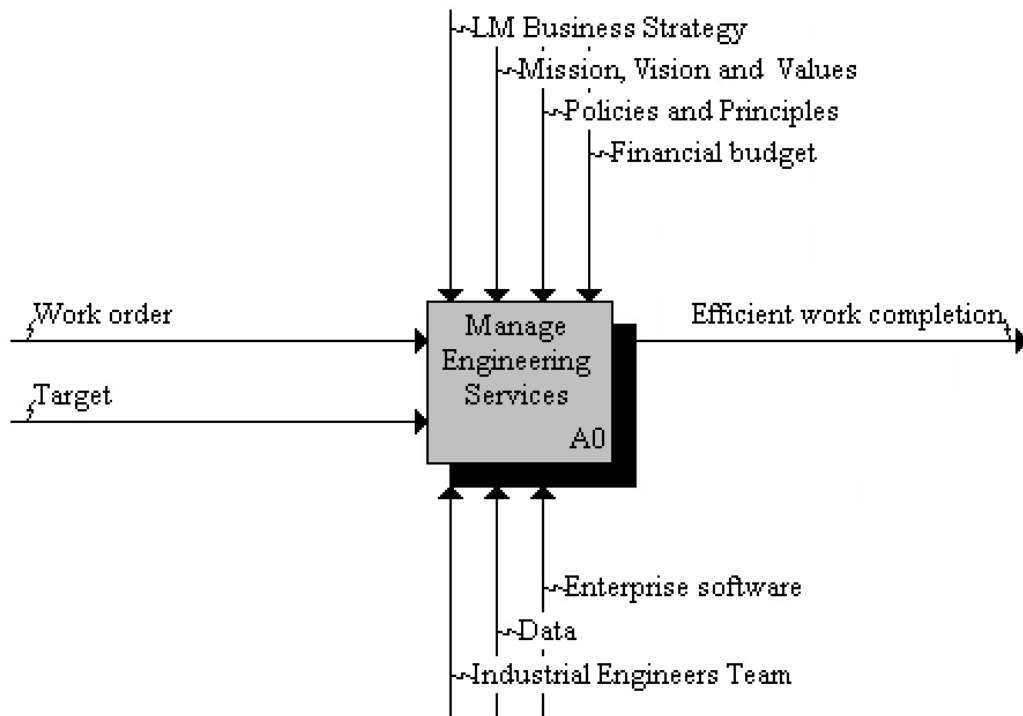 LM Business Strategy
Mission, Vision and Values
Policies and Principles
Financial budget
Work order
Target
Manage
Engineering
Services
A0
Efficient work completion
Enterprise software
Data
Industrial Engineers Team